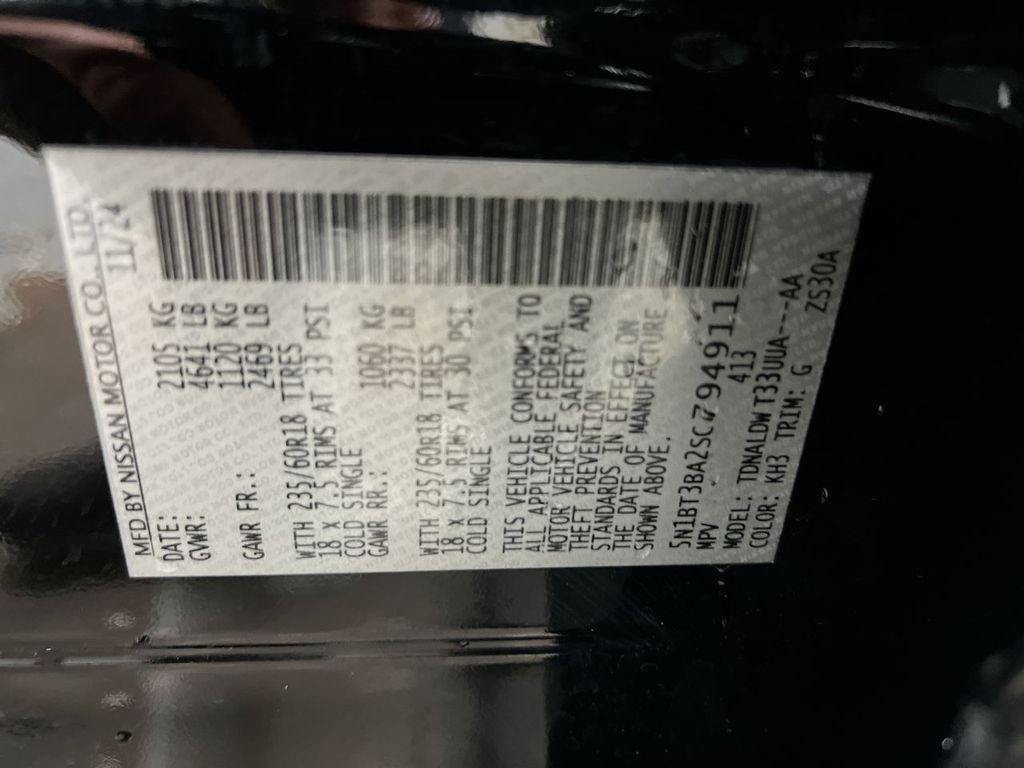 MFD BY NISSAN MOTOR CO., LTD.
DATE: 11/24
GVWR: 2105 KG
4641 LB
GAWR FR.: 1120 KG
2469 LB
WITH 235/60R18 TIRES
18 x 7.5 RIMS AT 33 PSI
COLD SINGLE
GAWR RR.: 1060 KG
2337 LB
WITH 235/60R18 TIRES
18 x 7.5 RIMS AT 30 PSI
COLD SINGLE
THIS VEHICLE CONFORMS TO
ALL APPLICABLE FEDERAL
MOTOR VEHICLE SAFETY AND
THEFT PREVENTION
STANDARDS IN EFFECT ON
THE DATE OF MANUFACTURE
SHOWN ABOVE.
5N1BT3BA2SC794911
MPV 413
MODEL: TDNALDW T33UUA---AA
COLOR: KH3 TRIM: G ZS30A